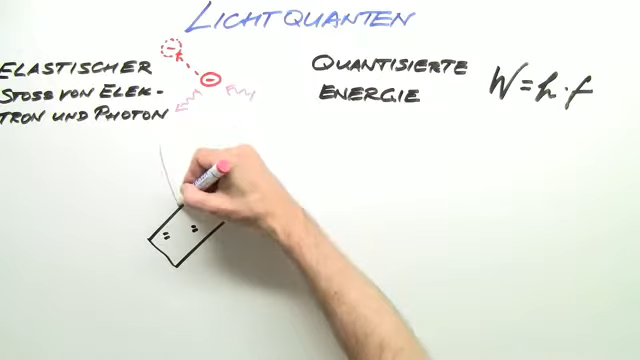 LICHTQUANTEN
ELASTISCHER
STOSS VON ELEK-
TRON UND PHOTON
QUANTISIERTE
ENERGIE
W = h · f